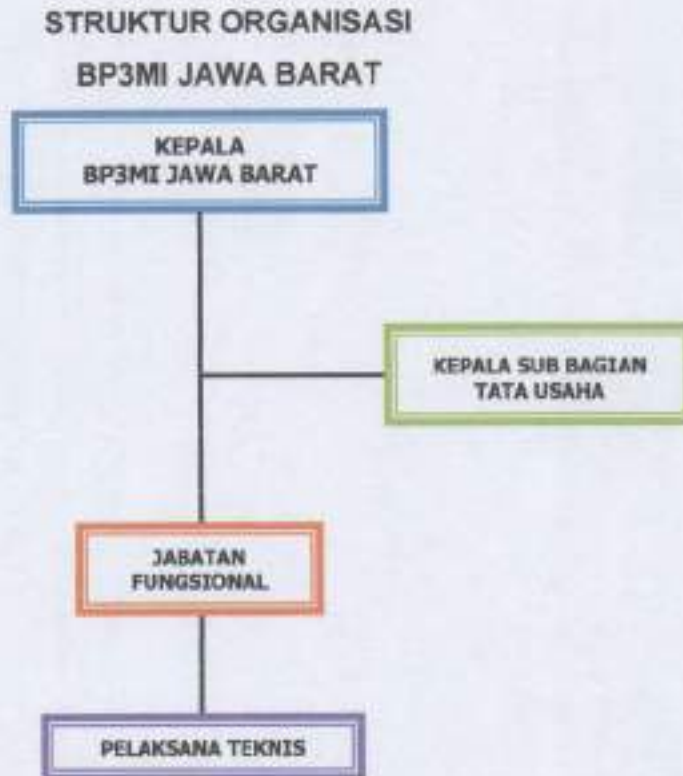 STRUKTUR ORGANISASI
BP3MI JAWA BARAT
KEPALA
BP3MI JAWA BARAT
KEPALA SUB BAGIAN
TATA USAHA
JABATAN
FUNGSIONAL
PELAKSANA TEKNIS